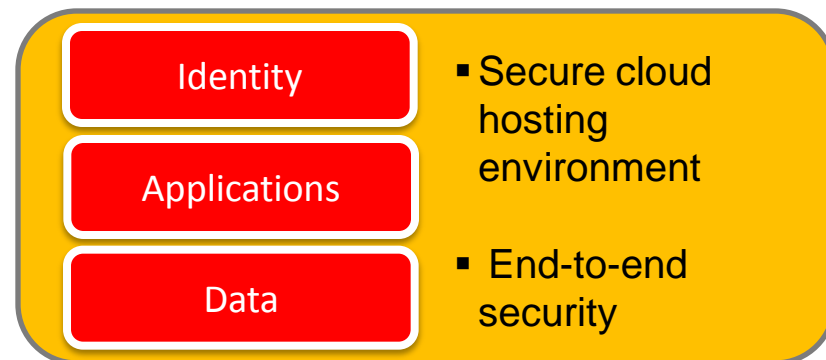 Identity
Applications
Data
▪ Secure cloud
hosting
environment
▪ End-to-end
security